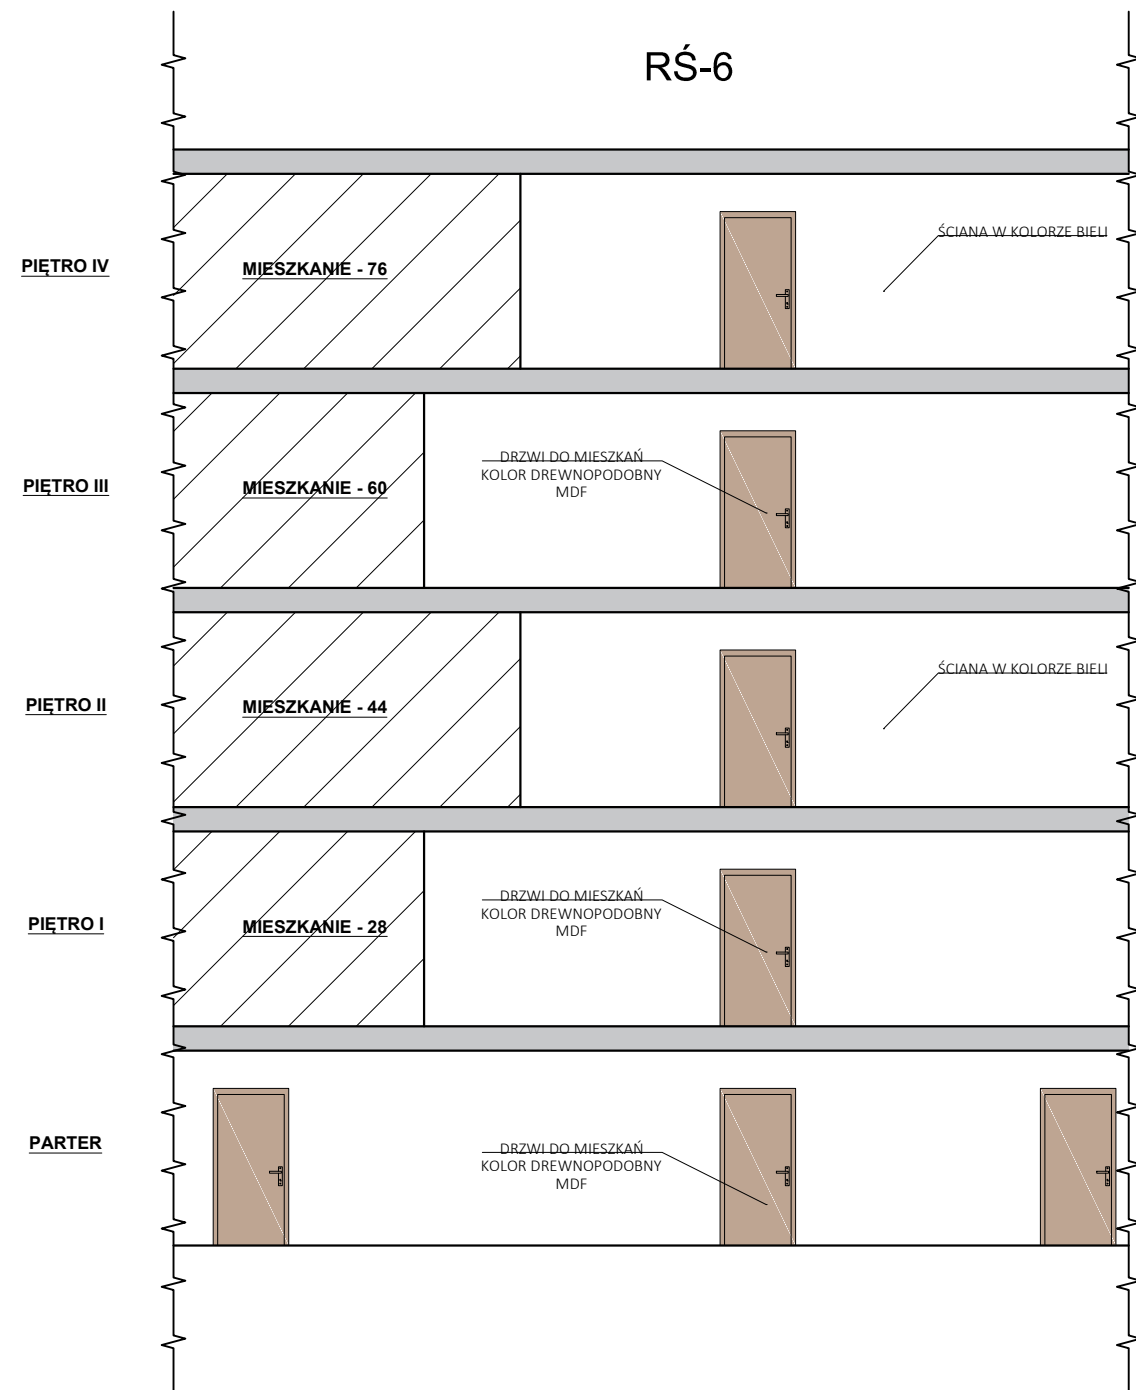 RŚ-6
PIĘTRO IV
MIESZKANIE - 76
ŚCIANA W KOLORZE BIELI
PIĘTRO III
MIESZKANIE - 60
DRZWI DO MIESZKAŃ
KOLOR DREWNOPODOBNY
MDF
PIĘTRO II
MIESZKANIE - 44
ŚCIANA W KOLORZE BIELI
PIĘTRO I
MIESZKANIE - 28
DRZWI DO MIESZKAŃ
KOLOR DREWNOPODOBNY
MDF
PARTER
DRZWI DO MIESZKAŃ
KOLOR DREWNOPODOBNY
MDF